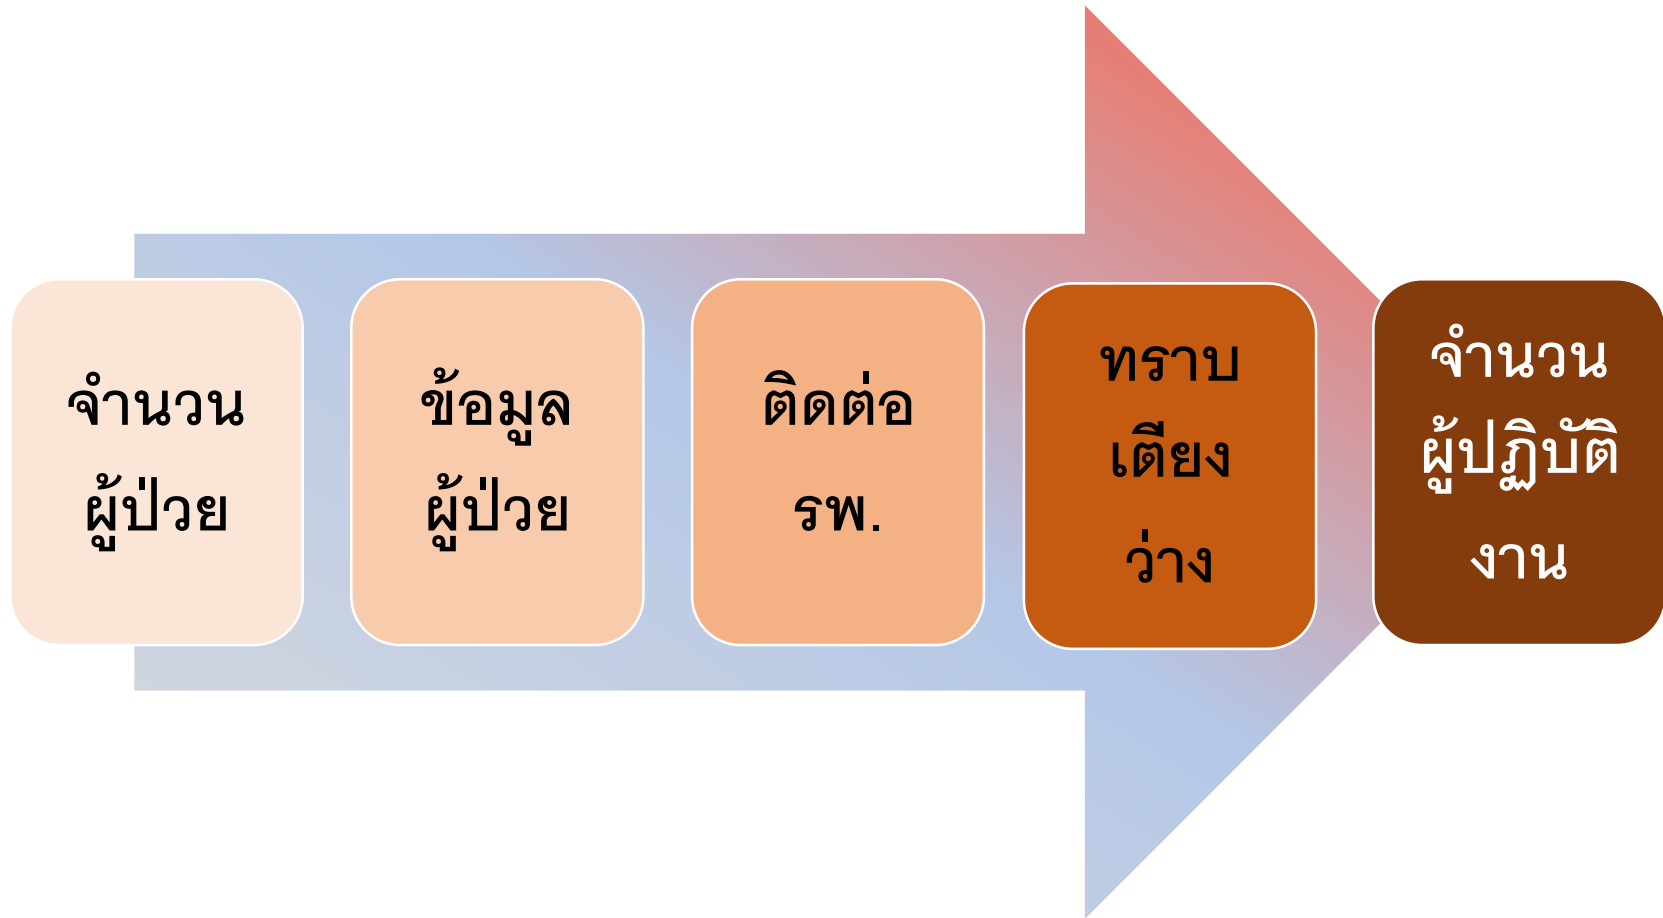 จำนวน
ผู้ป่วย
ข้อมูล
ผู้ป่วย
ติดต่อ
รพ.
ทราบ
เตียง
ว่าง
จำนวน
ผู้ปฏิบัติ
งาน